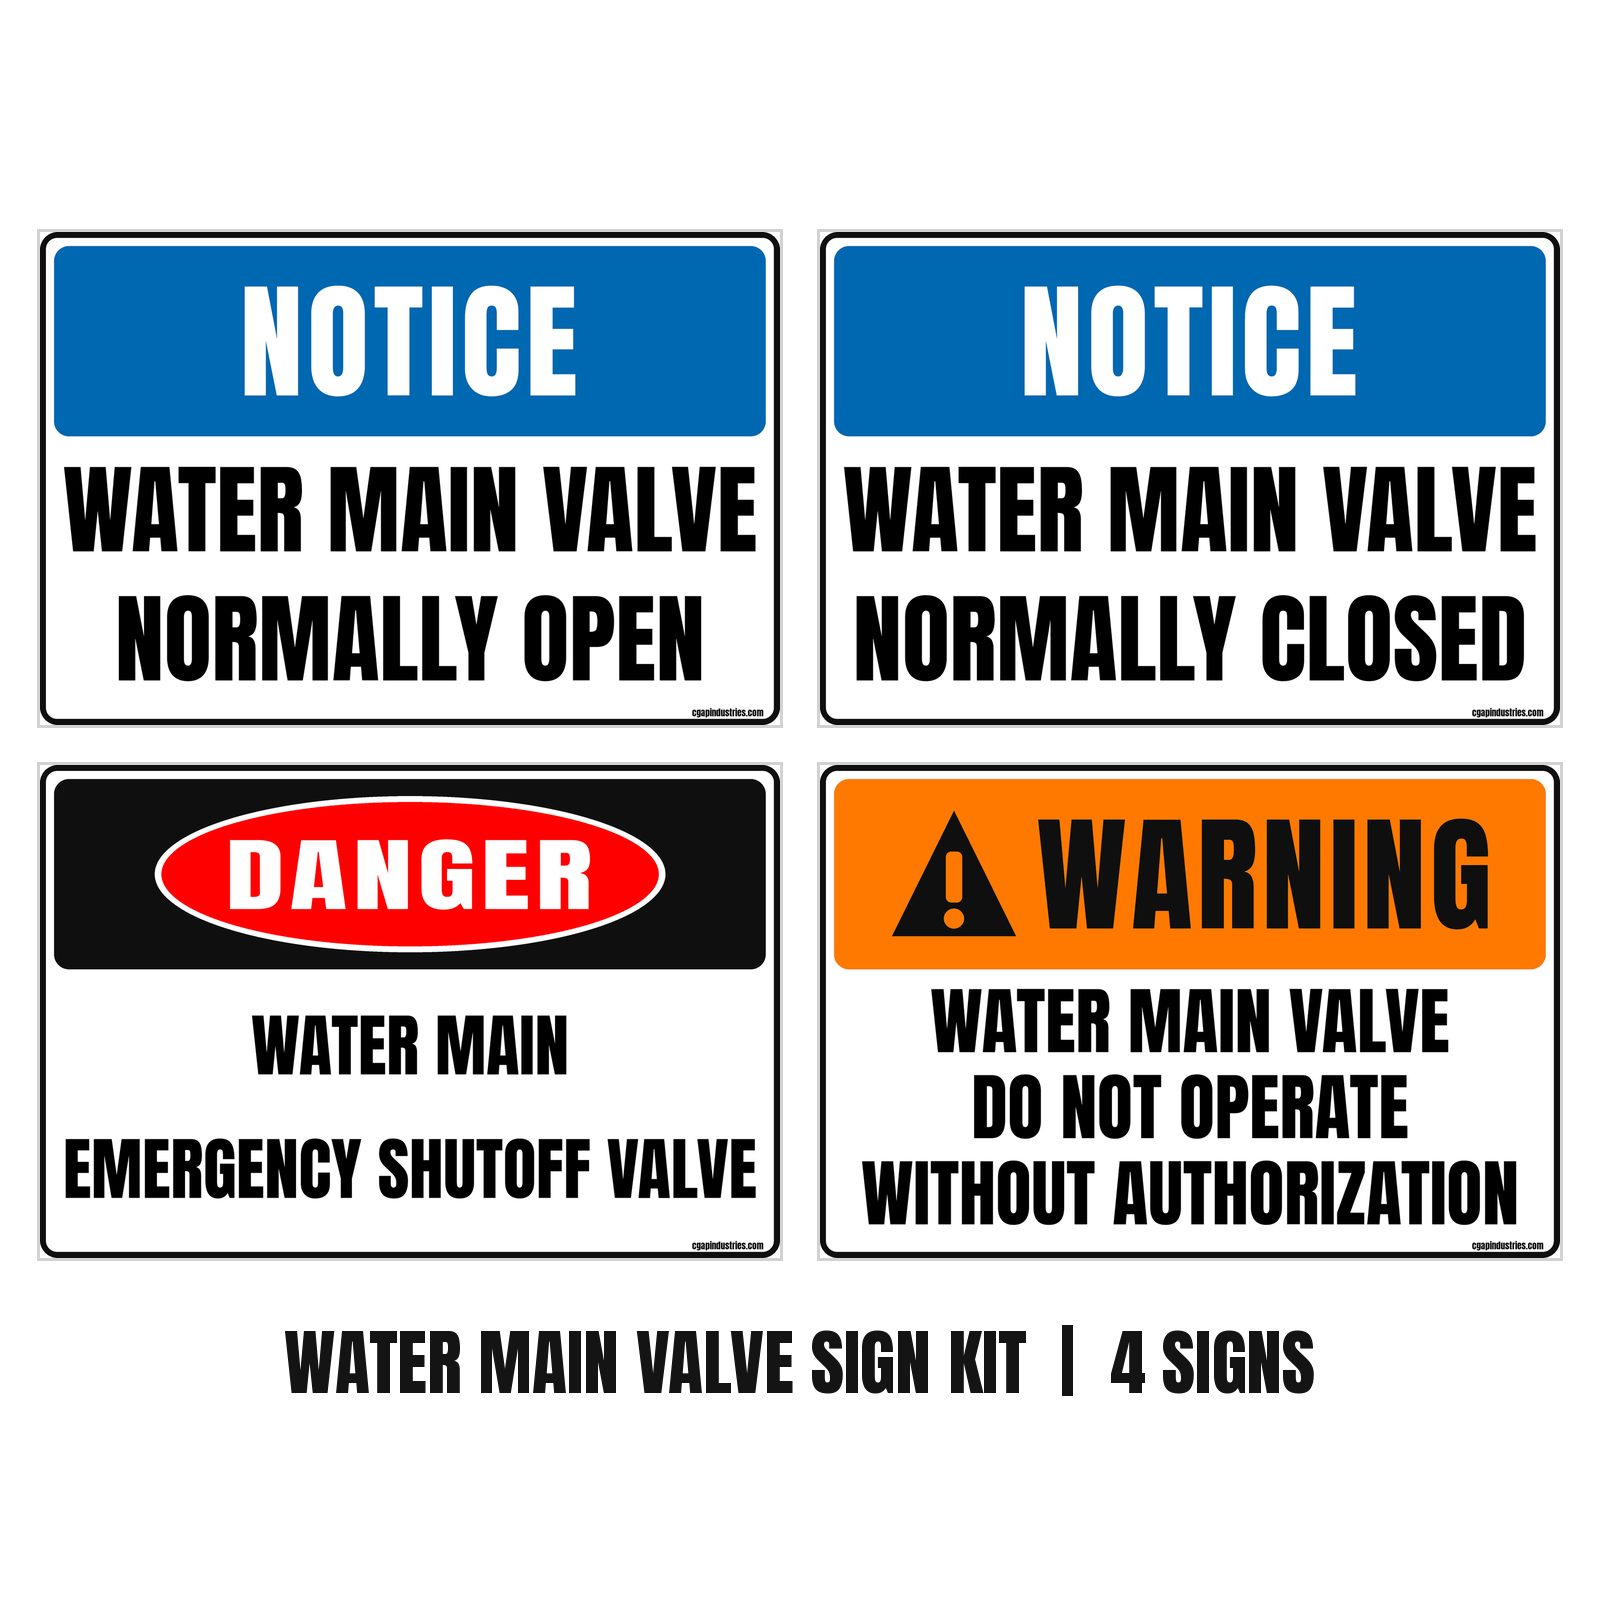 NOTICE
WATER MAIN VALVE
NORMALLY OPEN
cgapindustries.com
NOTICE
WATER MAIN VALVE
NORMALLY CLOSED
cgapindustries.com
DANGER
WATER MAIN
EMERGENCY SHUTOFF VALVE
cgapindustries.com
WARNING
WATER MAIN VALVE
DO NOT OPERATE
WITHOUT AUTHORIZATION
cgapindustries.com
WATER MAIN VALVE SIGN KIT | 4 SIGNS